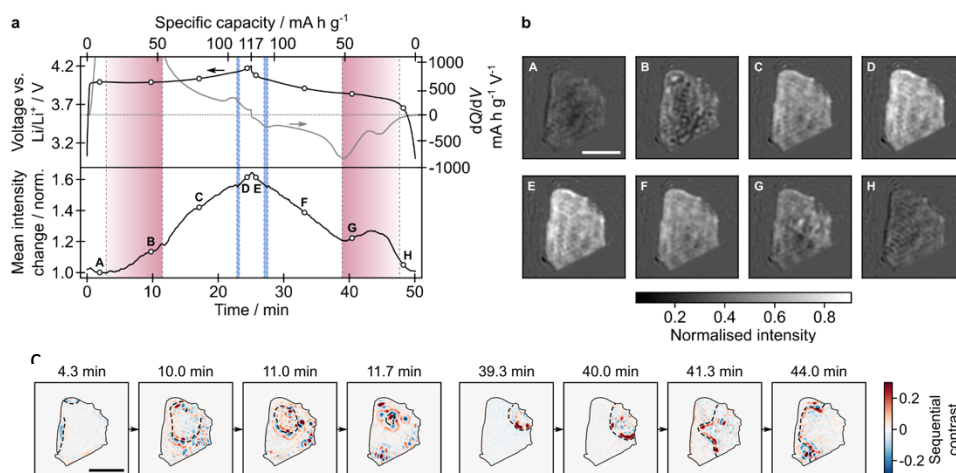 a
Specific capacity / mA h g⁻¹
0 50 100 117 100 50 0
Voltage vs.
Li/Li⁺ / V
4.2
3.7
3.2
1000
500
0
-500
-1000
dQ/dV
mA h g⁻¹ V⁻¹
Mean intensity
change / norm.
1.6
1.4
1.2
1.0
A
B
C
D
E
F
G
H
0 10 20 30 40 50
Time / min
b
A B C D
E F G H
0.2 0.4 0.6 0.8
Normalised intensity
C
4.3 min 10.0 min 11.0 min 11.7 min 39.3 min 40.0 min 41.3 min 44.0 min
0.2
0
-0.2
Sequential
contrast